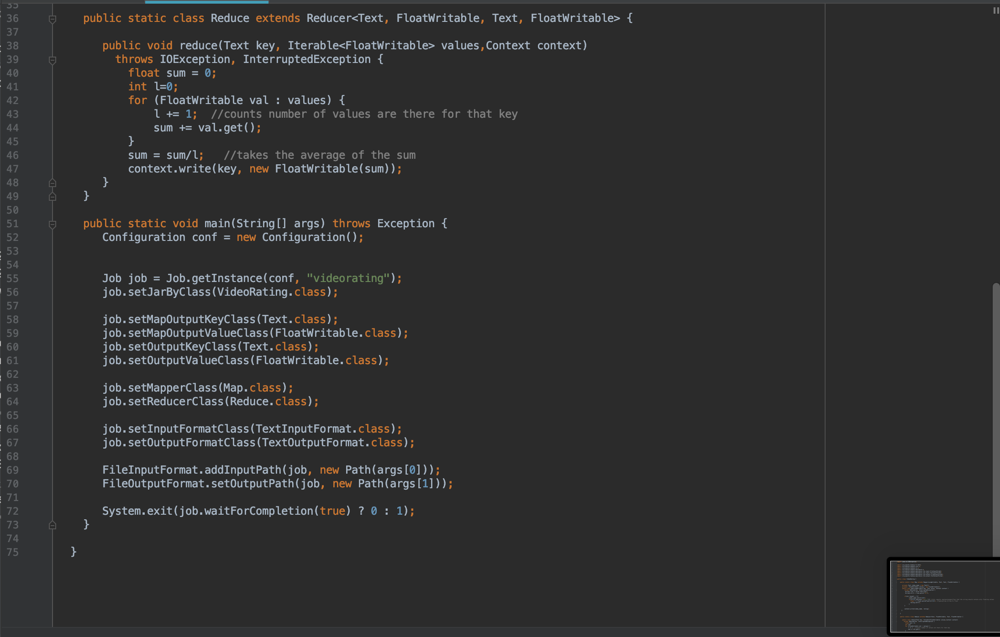 35
36 public static class Reduce extends Reducer<Text, FloatWritable, Text, FloatWritable> {
37
38 public void reduce(Text key, Iterable<FloatWritable> values,Context context)
39 throws IOException, InterruptedException {
40 float sum = 0;
41 int l=0;
42 for (FloatWritable val : values) {
43 l += 1;  //counts number of values are there for that key
44 sum += val.get();
45 }
46 sum = sum/l;   //takes the average of the sum
47 context.write(key, new FloatWritable(sum));
48 }
49 }
50
51 public static void main(String[] args) throws Exception {
52 Configuration conf = new Configuration();
53
54
55 Job job = Job.getInstance(conf, "videorating");
56 job.setJarByClass(VideoRating.class);
57
58 job.setMapOutputKeyClass(Text.class);
59 job.setMapOutputValueClass(FloatWritable.class);
60 job.setOutputKeyClass(Text.class);
61 job.setOutputValueClass(FloatWritable.class);
62
63 job.setMapperClass(Map.class);
64 job.setReducerClass(Reduce.class);
65
66 job.setInputFormatClass(TextInputFormat.class);
67 job.setOutputFormatClass(TextOutputFormat.class);
68
69 FileInputFormat.addInputPath(job, new Path(args[0]));
70 FileOutputFormat.setOutputPath(job, new Path(args[1]));
71
72 System.exit(job.waitForCompletion(true) ? 0 : 1);
73 }
74
75 }